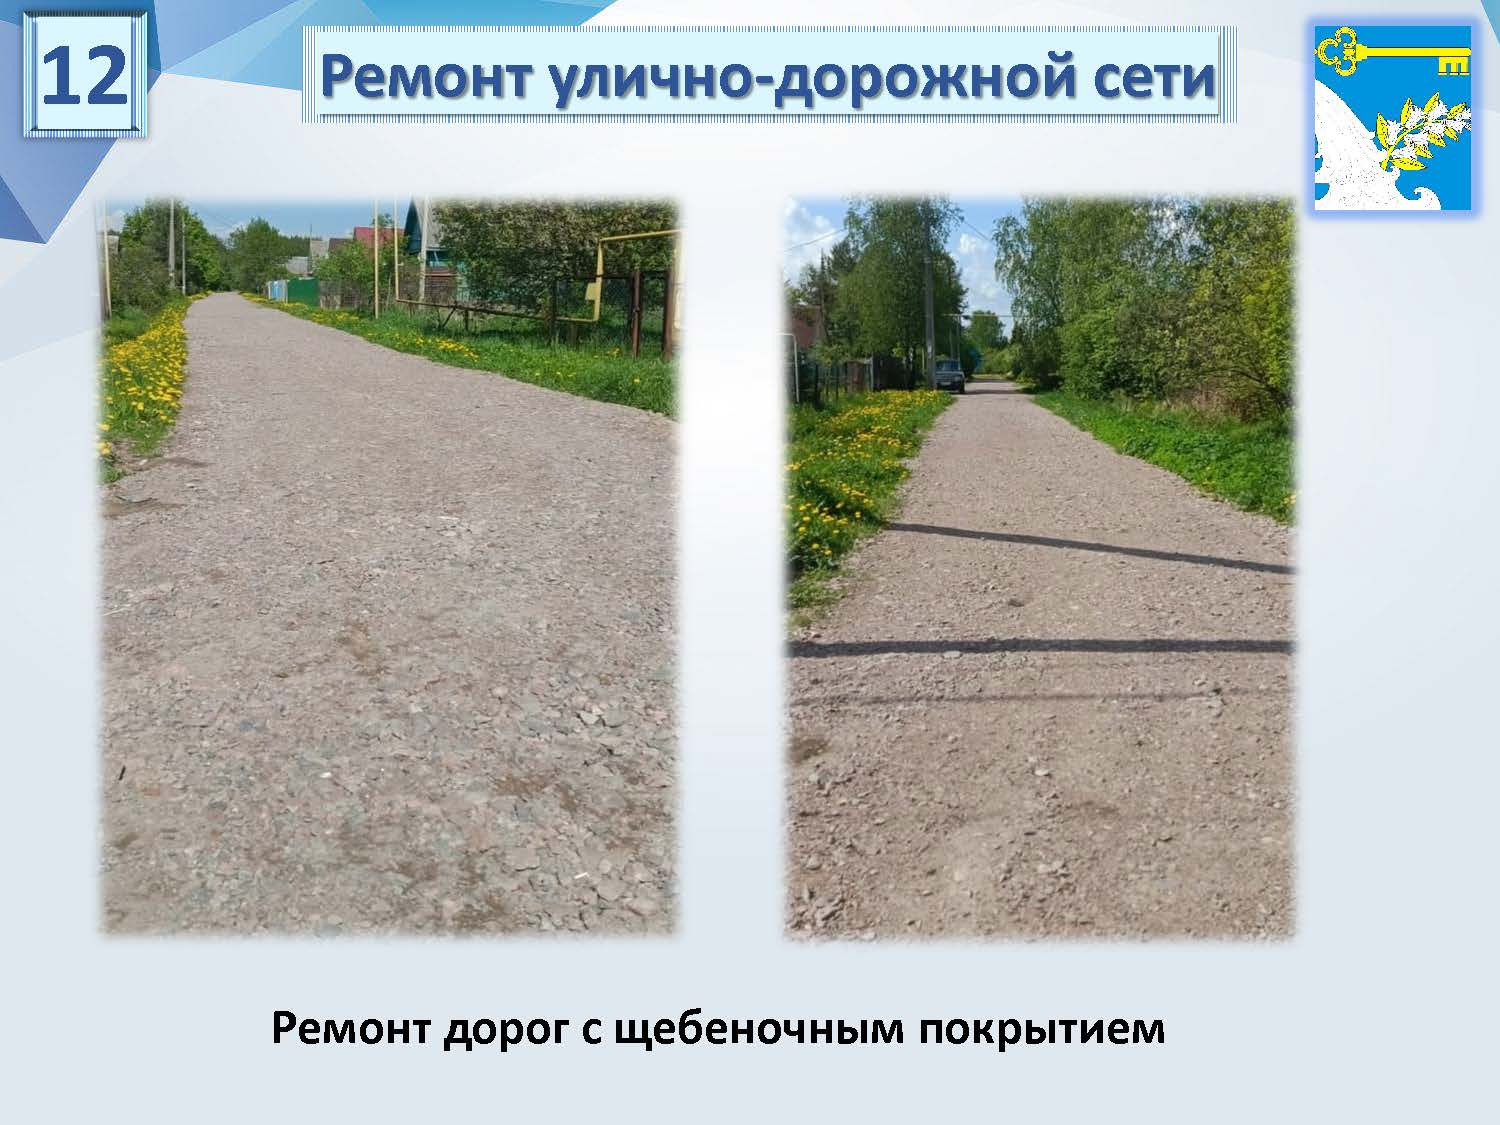 12
Ремонт улично-дорожной сети
Ремонт дорог с щебеночным покрытием